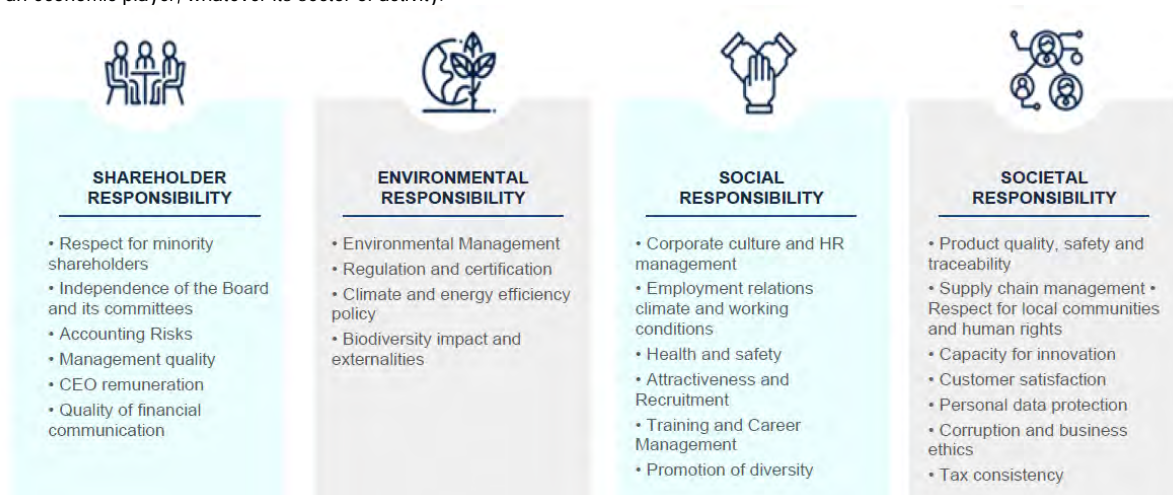 an economic player, whatever its sector of activity.
SHAREHOLDER
RESPONSIBILITY
• Respect for minority
shareholders
• Independence of the Board
and its committees
• Accounting Risks
• Management quality
• CEO remuneration
• Quality of financial
communication
ENVIRONMENTAL
RESPONSIBILITY
• Environmental Management
• Regulation and certification
• Climate and energy efficiency
policy
• Biodiversity impact and
externalities
SOCIAL
RESPONSIBILITY
• Corporate culture and HR
management
• Employment relations
climate and working
conditions
• Health and safety
• Attractiveness and
Recruitment
• Training and Career
Management
• Promotion of diversity
SOCIETAL
RESPONSIBILITY
• Product quality, safety and
traceability
• Supply chain management •
Respect for local communities
and human rights
• Capacity for innovation
• Customer satisfaction
• Personal data protection
• Corruption and business
ethics
• Tax consistency